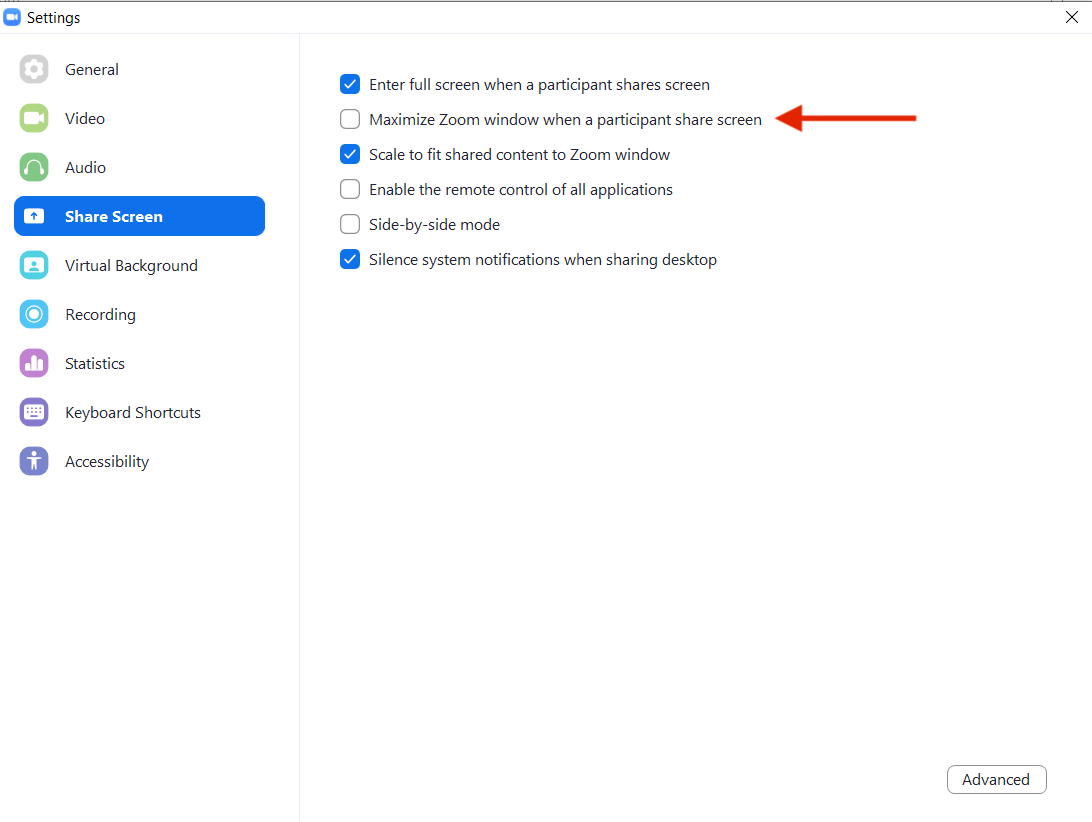 Settings
General
Video
Audio
Share Screen
Virtual Background
Recording
Statistics
Keyboard Shortcuts
Accessibility
Enter full screen when a participant shares screen
Maximize Zoom window when a participant share screen
Scale to fit shared content to Zoom window
Enable the remote control of all applications
Side-by-side mode
Silence system notifications when sharing desktop
Advanced